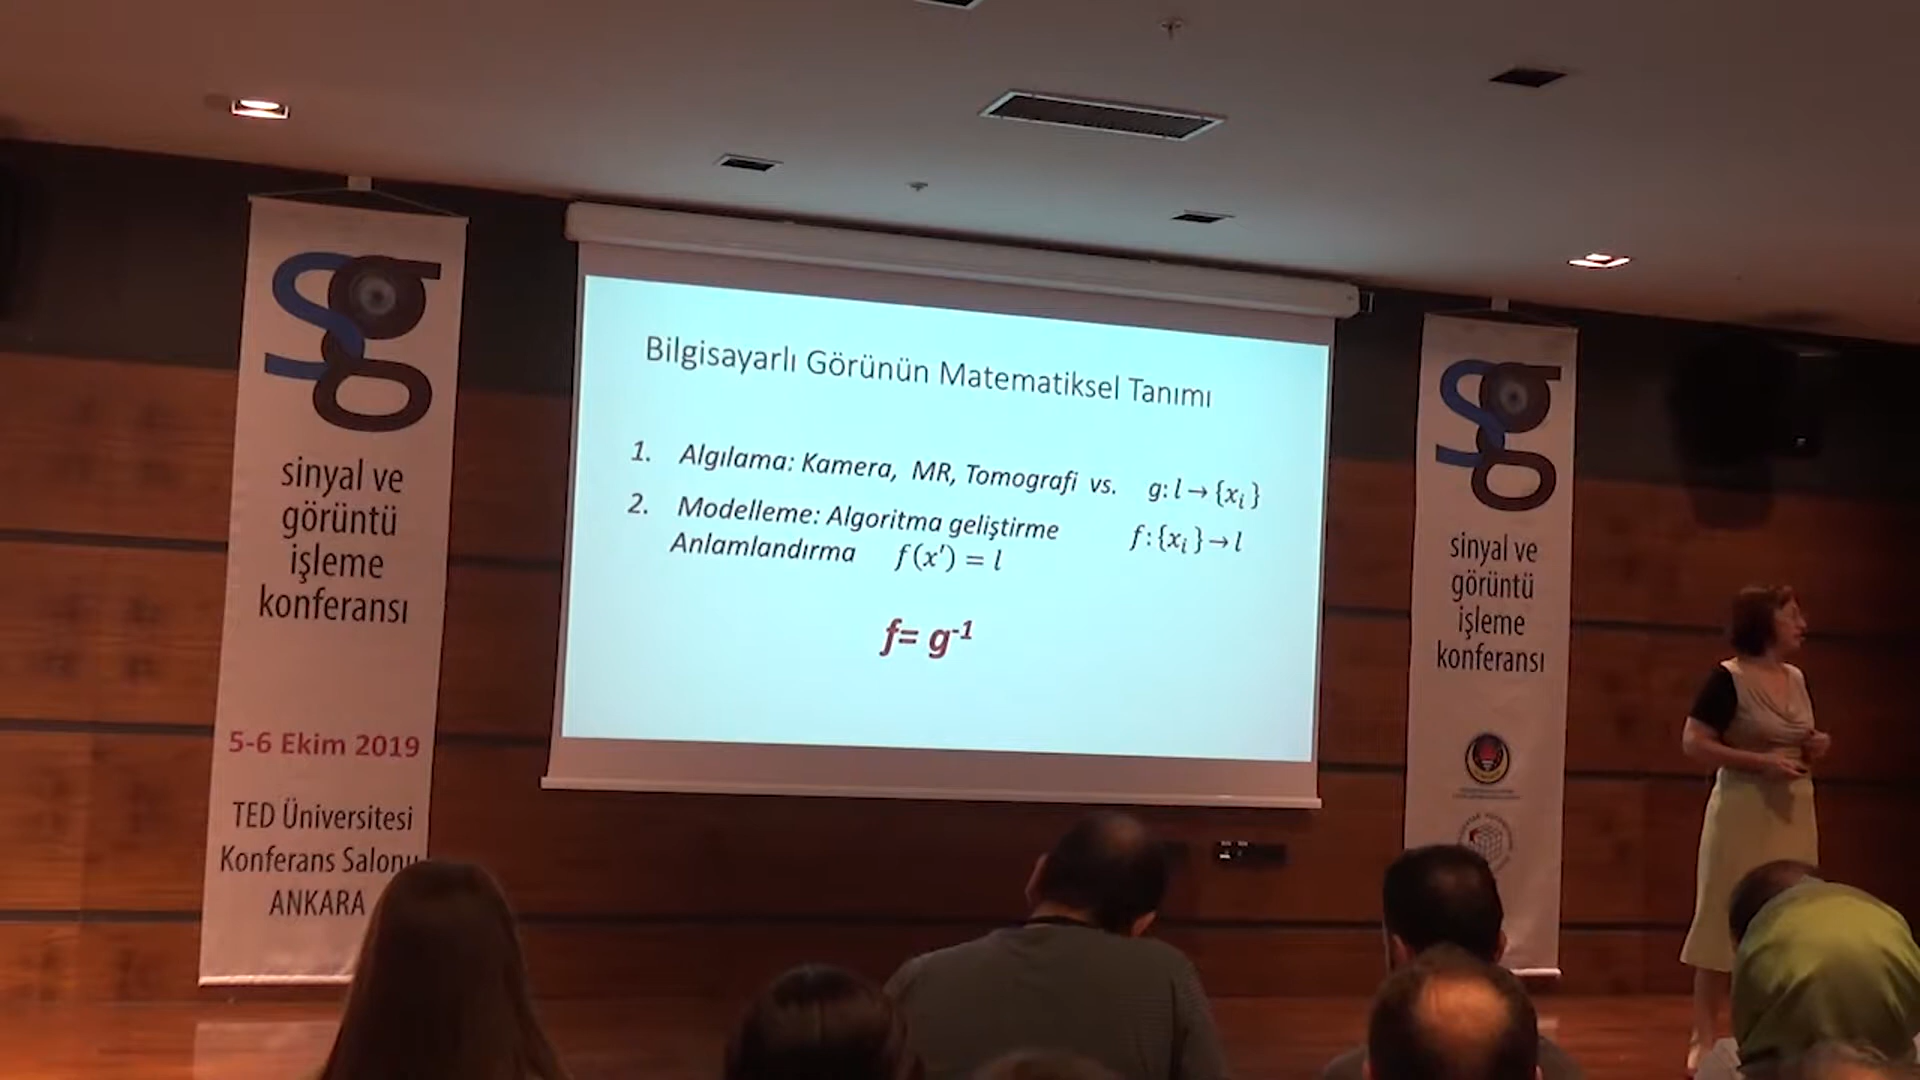 sg
sinyal ve
görüntü
işleme
konferansı
5-6 Ekim 2019
TED Üniversitesi
Konferans Salonu
ANKARA
Bilgisayarlı Görünün Matematiksel Tanımı
1. Algılama: Kamera, MR, Tomografi vs. g: l → {xᵢ}
2. Modelleme: Algoritma geliştirme f: {xᵢ} → l
Anlamlandırma f(x') = l
f= g⁻¹
sg
sinyal ve
görüntü
işleme
konferansı